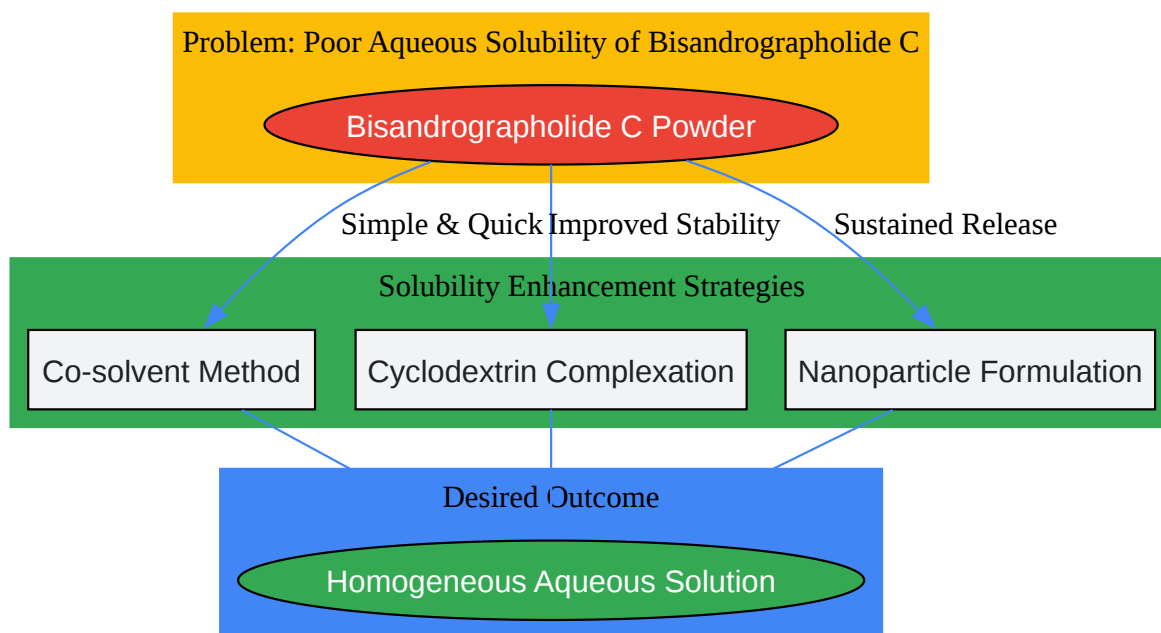 Problem: Poor Aqueous Solubility of Bisandrographolide C
Bisandrographolide C Powder
Simple & Quick
Improved Stability
Sustained Release
Solubility Enhancement Strategies
Co-solvent Method
Cyclodextrin Complexation
Nanoparticle Formulation
Desired Outcome
Homogeneous Aqueous Solution